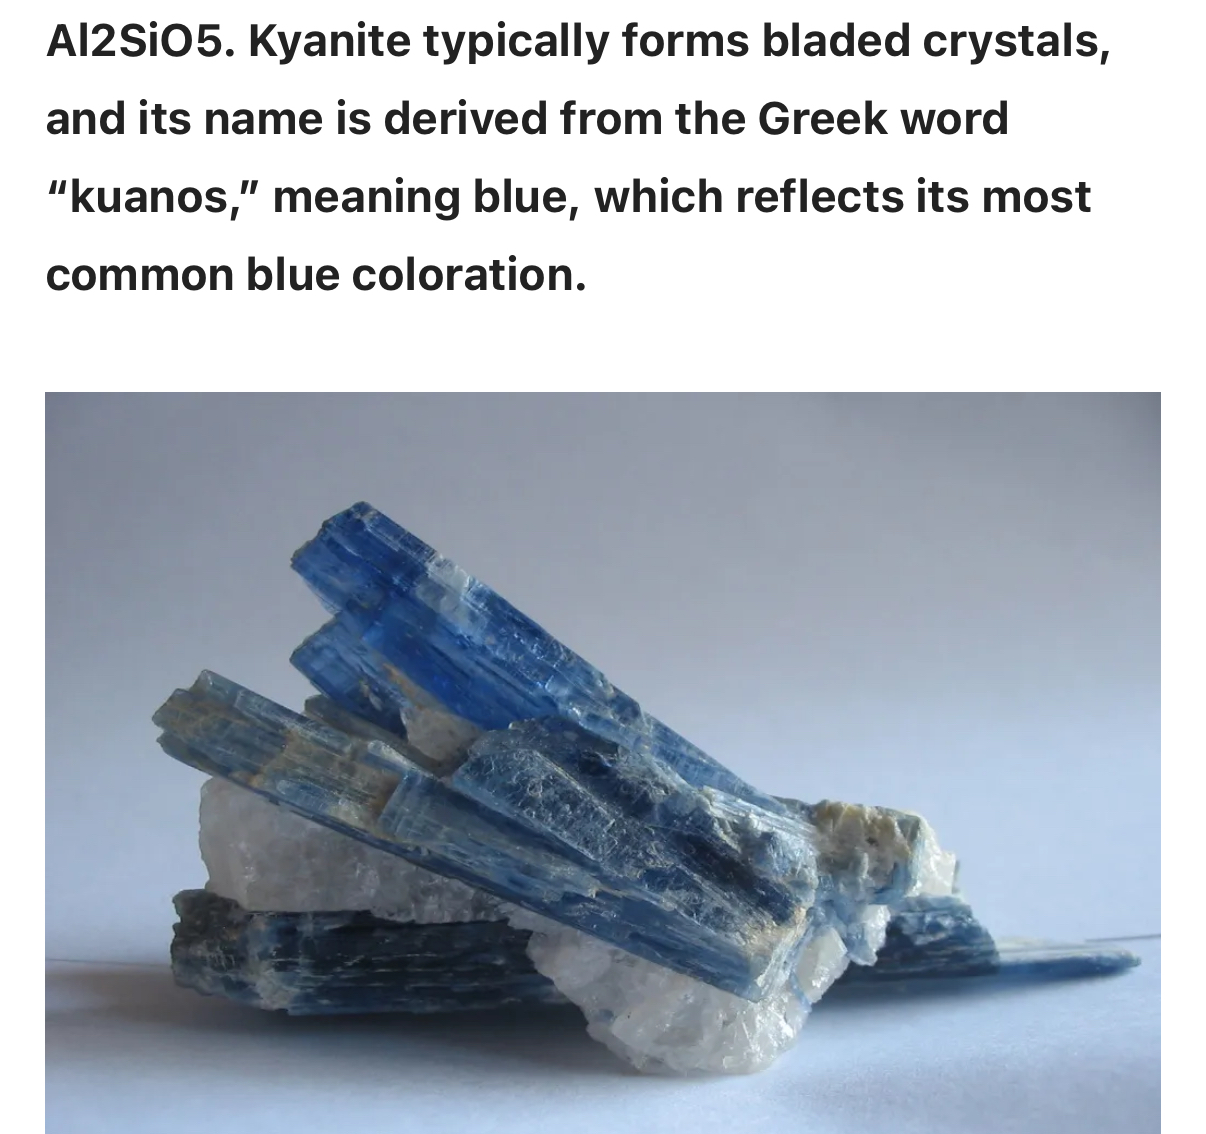 Al2SiO5. Kyanite typically forms bladed crystals,
and its name is derived from the Greek word
“kuanos,” meaning blue, which reflects its most
common blue coloration.